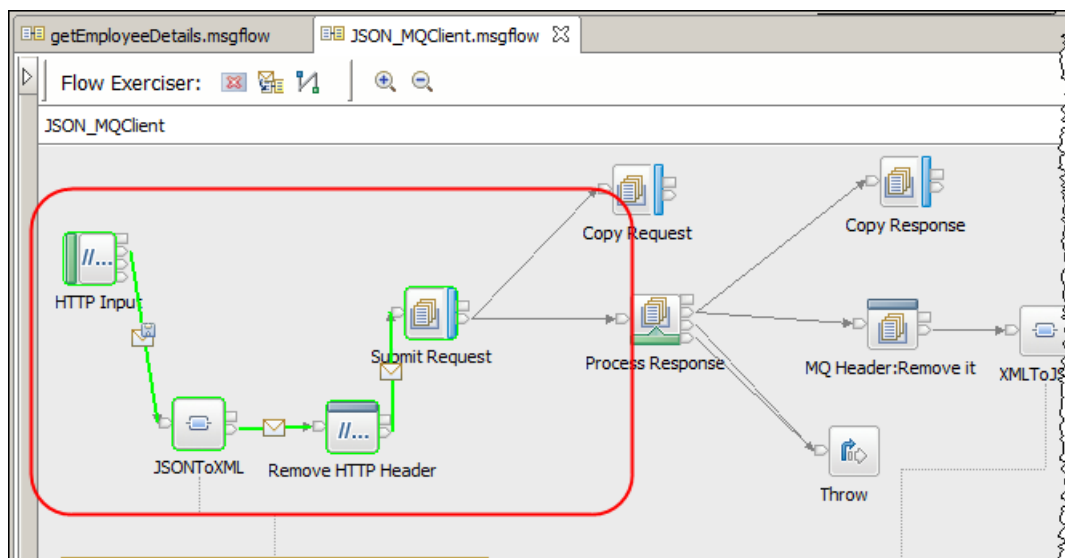 getEmployeeDetails.msgflow
JSON_MQClient.msgflow
Flow Exerciser:
JSON_MQClient
Copy Request
Copy Response
//...
HTTP Input
Submit Request
Process Response
MQ Header:Remove it
//...
JSONToXML
Remove HTTP Header
Throw